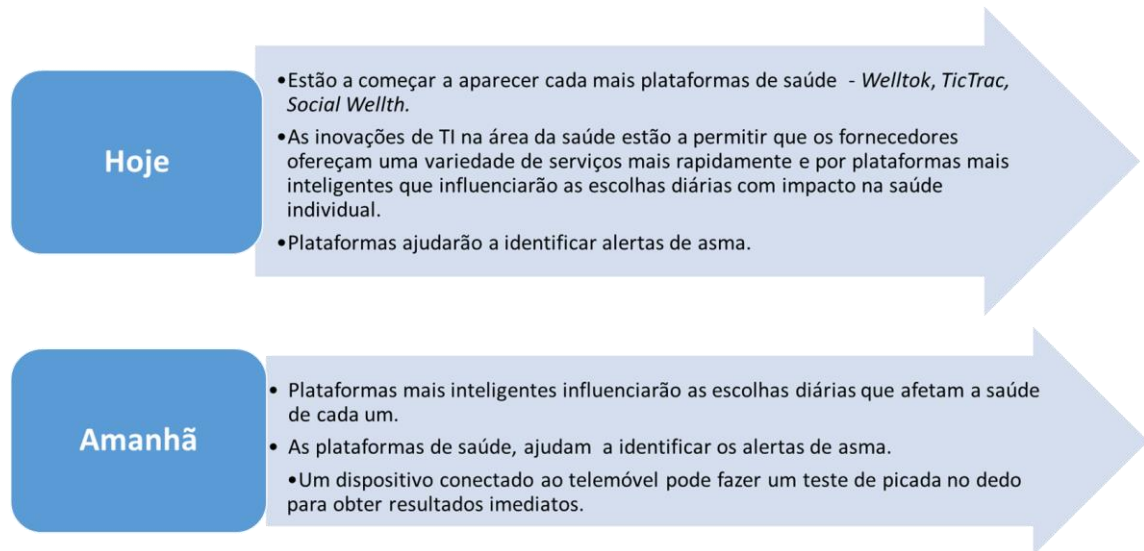 Hoje
•Estão a começar a aparecer cada mais plataformas de saúde - Welltok, TicTrac,
Social Wellth.
•As inovações de TI na área da saúde estão a permitir que os fornecedores
ofereçam uma variedade de serviços mais rapidamente e por plataformas mais
inteligentes que influenciarão as escolhas diárias com impacto na saúde
individual.
•Plataformas ajudarão a identificar alertas de asma.
Amanhã
• Plataformas mais inteligentes influenciarão as escolhas diárias que afetam a saúde
de cada um.
• As plataformas de saúde, ajudam a identificar os alertas de asma.
•Um dispositivo conectado ao telemóvel pode fazer um teste de picada no dedo
para obter resultados imediatos.